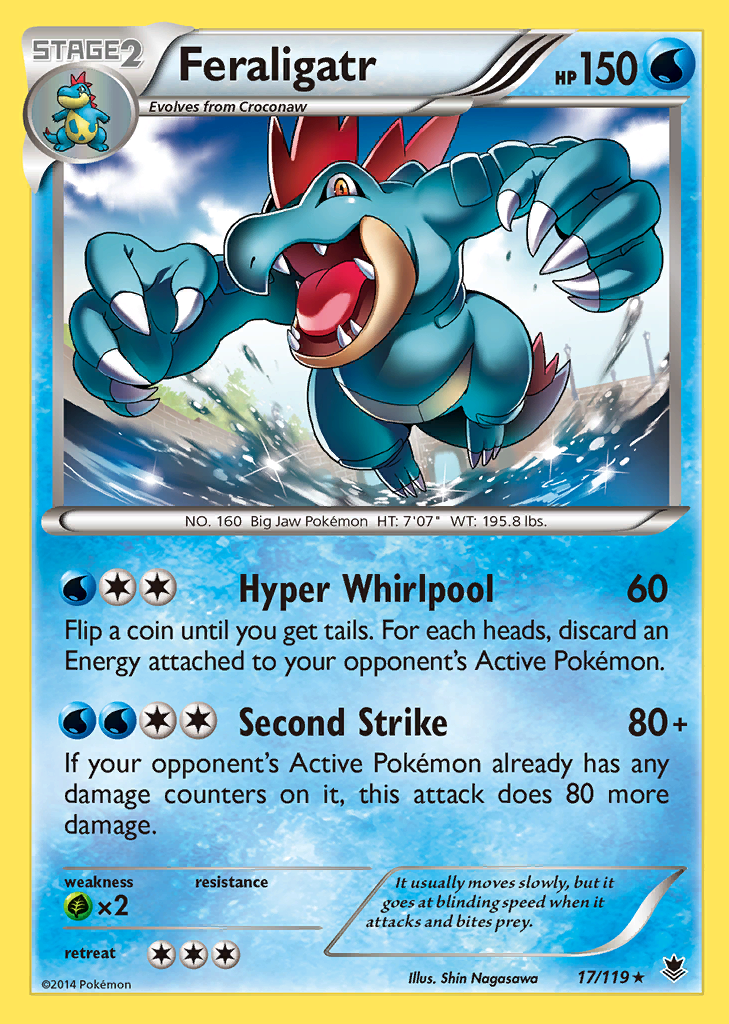 STAGE2
Feraligatr
HP 150
Evolves from Croconaw
NO. 160 Big Jaw Pokémon HT: 7'07" WT: 195.8 lbs.
Hyper Whirlpool 60
Flip a coin until you get tails. For each heads, discard an
Energy attached to your opponent's Active Pokémon.
Second Strike 80+
If your opponent's Active Pokémon already has any
damage counters on it, this attack does 80 more
damage.
weakness resistance
×2
It usually moves slowly, but it
goes at blinding speed when it
attacks and bites prey.
retreat
©2014 Pokémon
Illus. Shin Nagasawa
17/119 ★